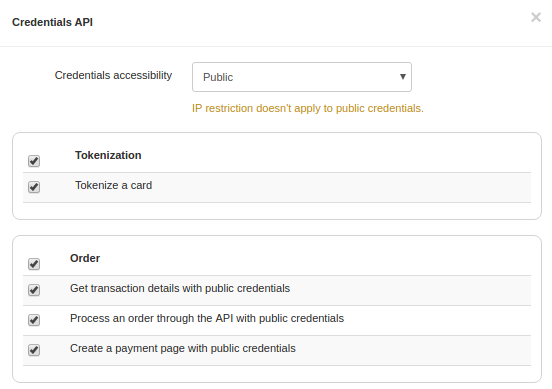 Credentials API
×
Credentials accessibility
Public
IP restriction doesn't apply to public credentials.
Tokenization
Tokenize a card
Order
Get transaction details with public credentials
Process an order through the API with public credentials
Create a payment page with public credentials